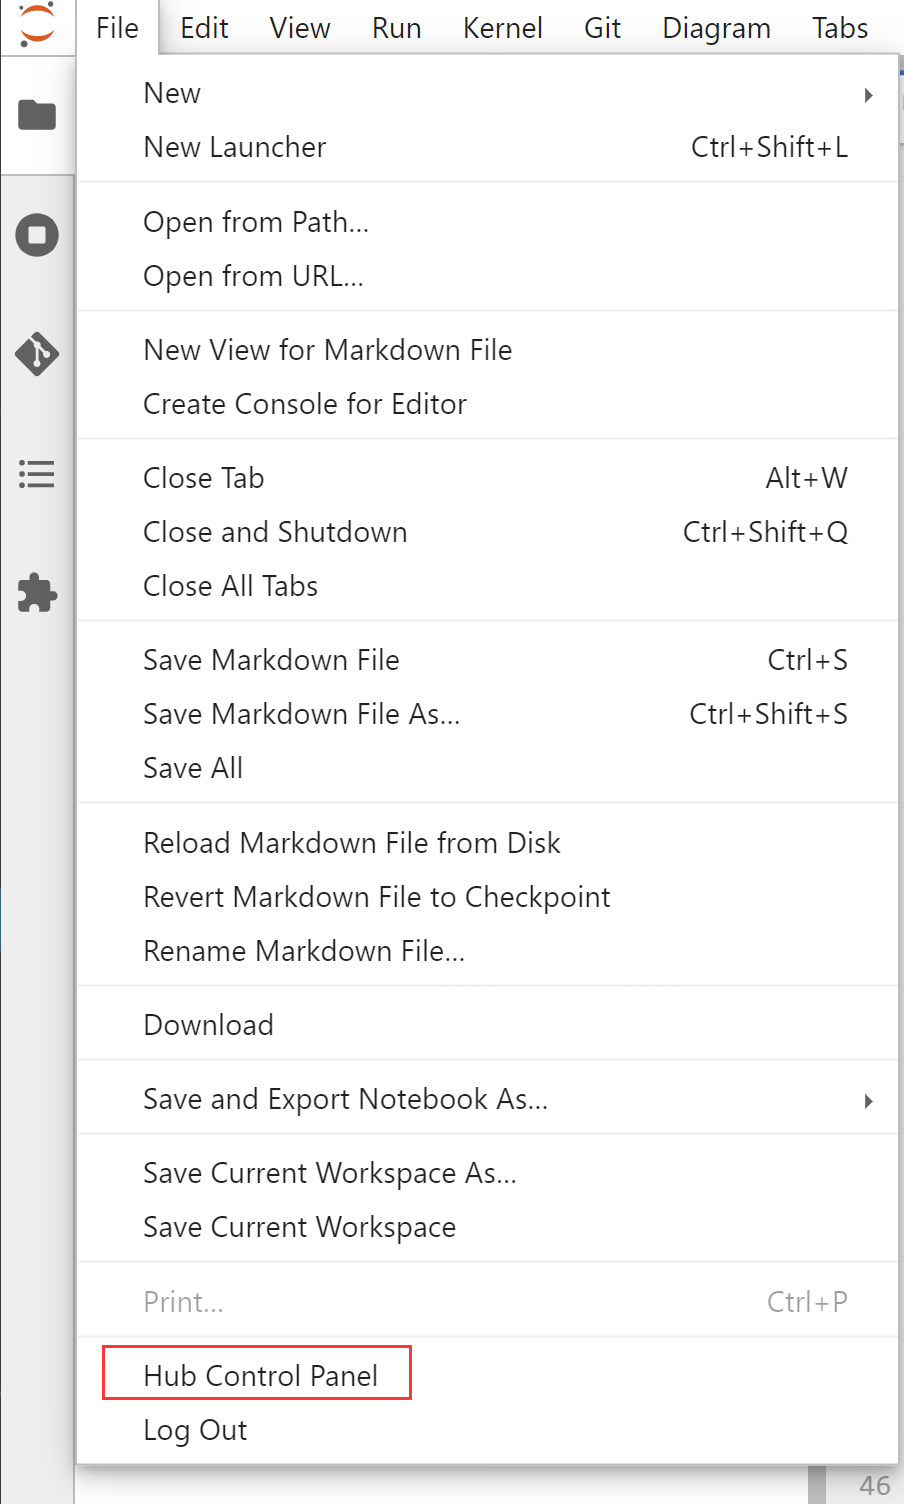 File Edit View Run Kernel Git Diagram Tabs
New
New Launcher Ctrl+Shift+L
Open from Path...
Open from URL...
New View for Markdown File
Create Console for Editor
Close Tab Alt+W
Close and Shutdown Ctrl+Shift+Q
Close All Tabs
Save Markdown File Ctrl+S
Save Markdown File As... Ctrl+Shift+S
Save All
Reload Markdown File from Disk
Revert Markdown File to Checkpoint
Rename Markdown File...
Download
Save and Export Notebook As...
Save Current Workspace As...
Save Current Workspace
Print... Ctrl+P
Hub Control Panel
Log Out
46